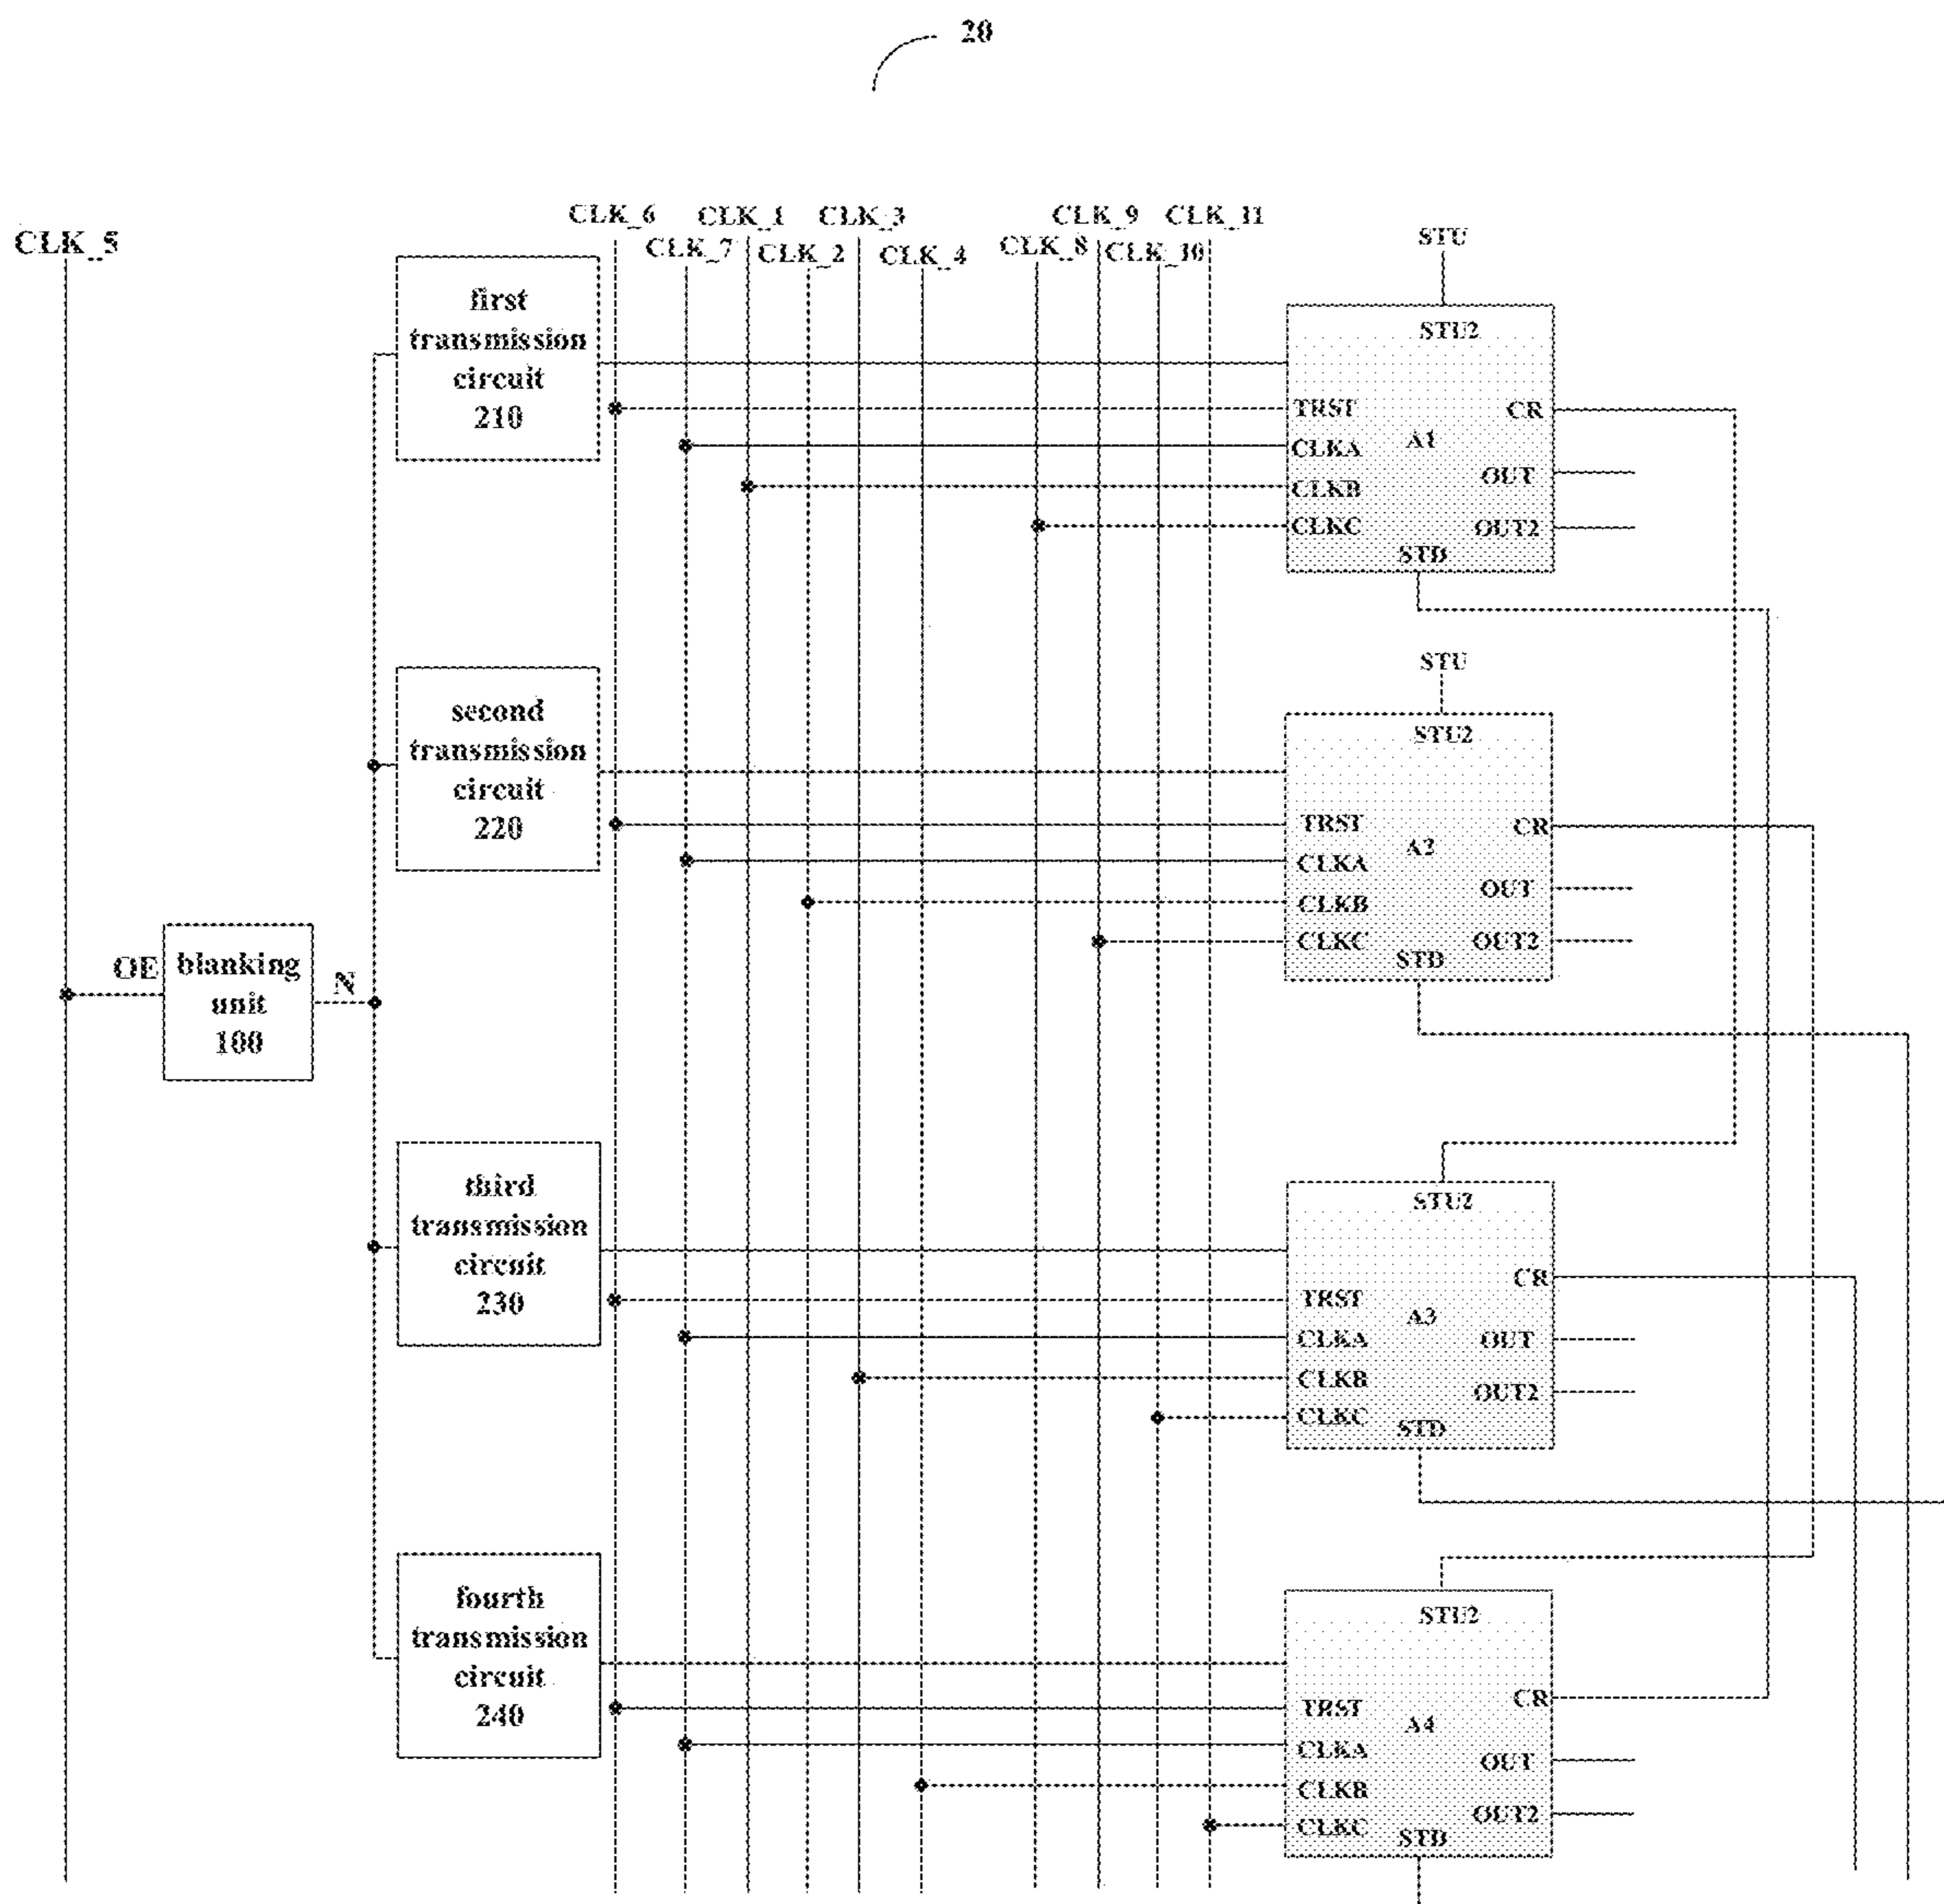 20
CLK_5
CLK_6
CLK_7
CLK_1
CLK_2
CLK_3
CLK_4
CLK_8
CLK_9
CLK_10
CLK_11
first
transmission
circuit
210
STU
STU2
TRST
CLKA
CLKB
CLKC
A1
CR
OUT
OUT2
STD
second
transmission
circuit
220
STU
STU2
TRST
CLKA
CLKB
CLKC
A2
CR
OUT
OUT2
STD
OE
blanking
unit
100
N
third
transmission
circuit
230
STU2
TRST
CLKA
CLKB
CLKC
A3
CR
OUT
OUT2
STD
fourth
transmission
circuit
240
STU2
TRST
CLKA
CLKB
CLKC
A4
CR
OUT
OUT2
STD